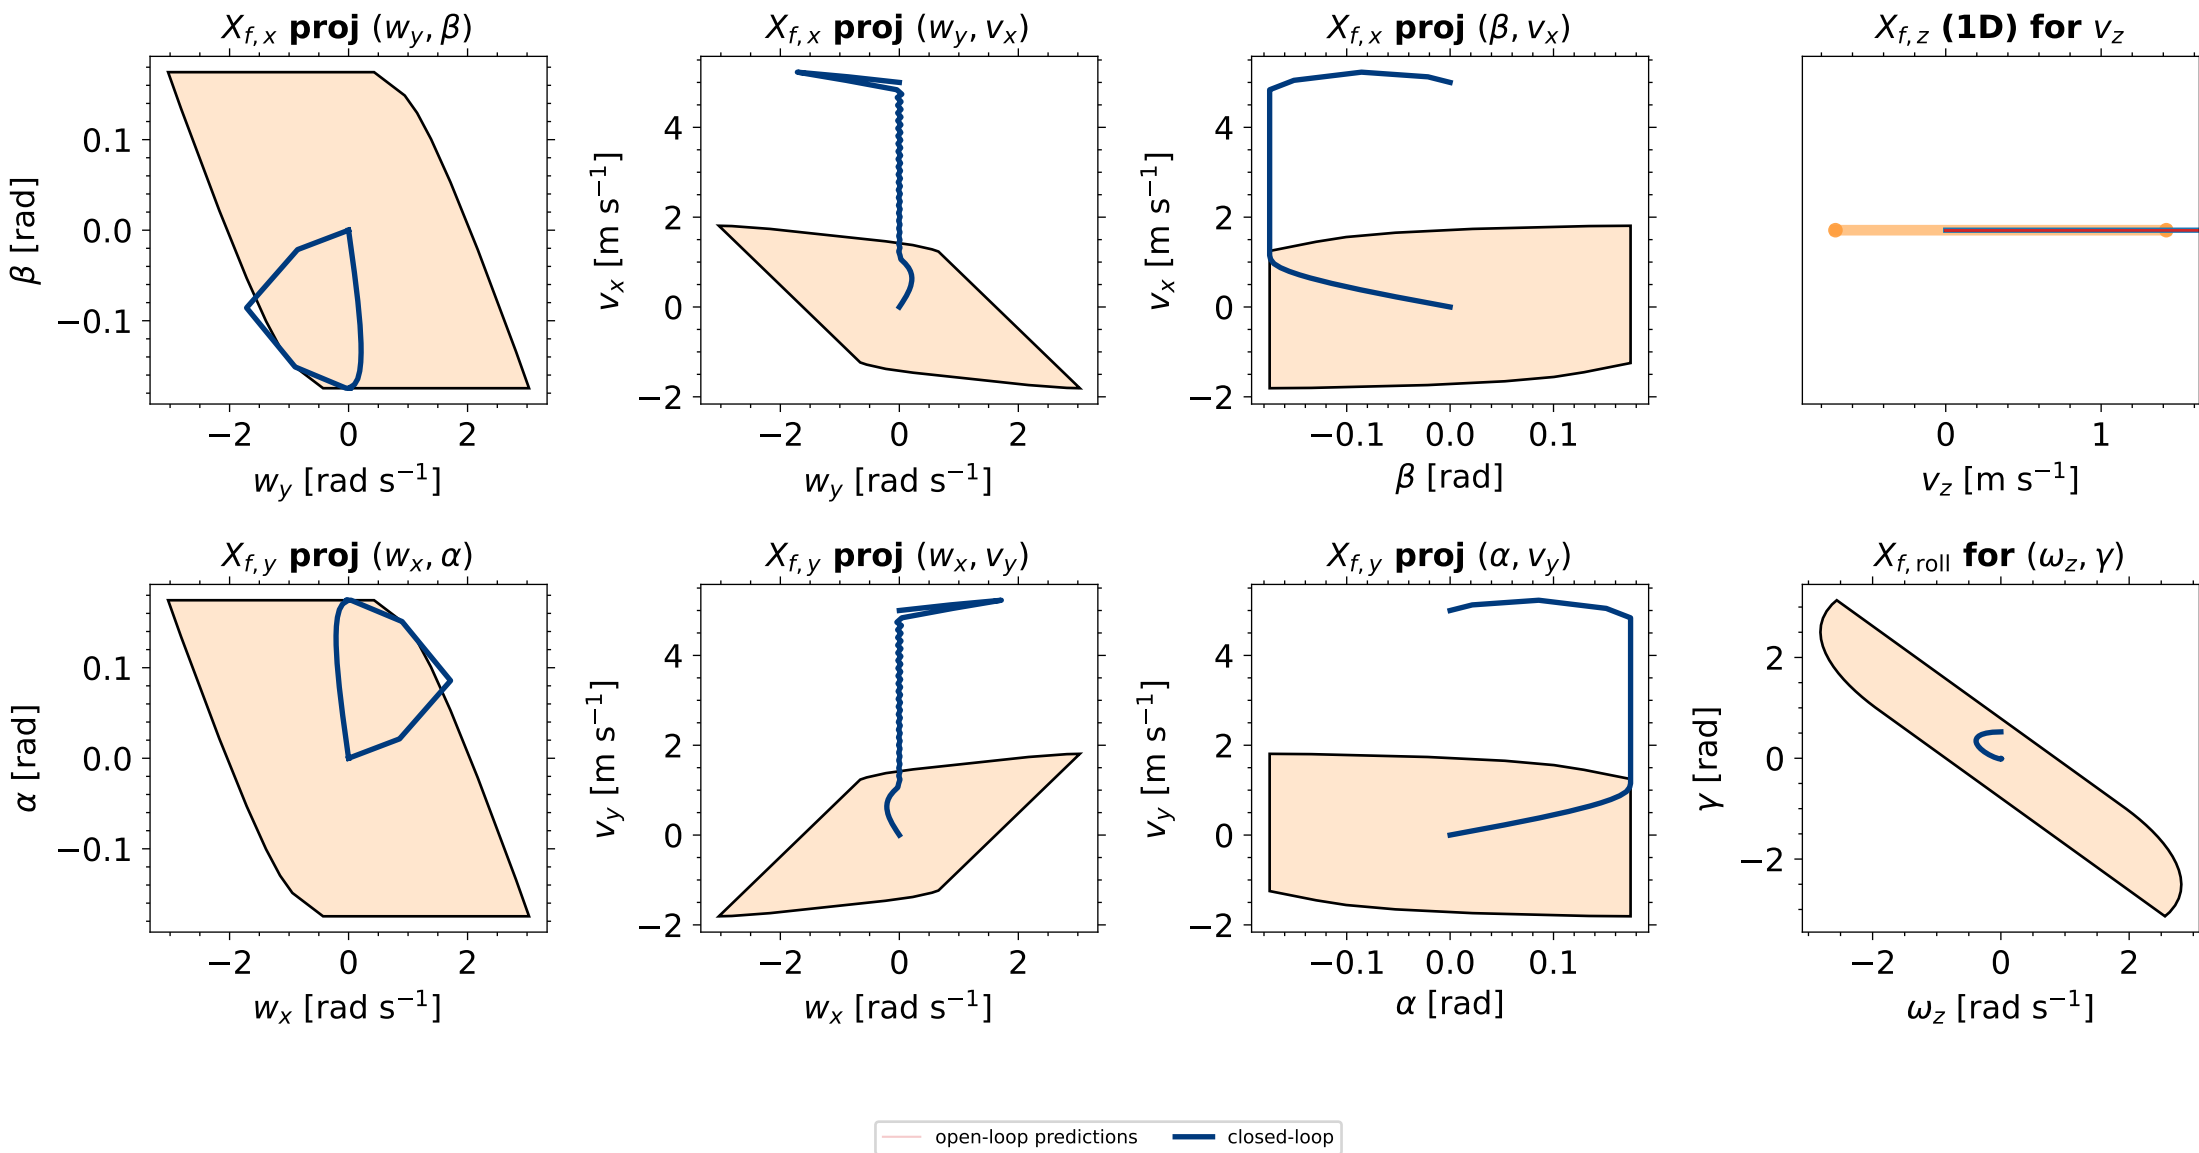 X_{f,x} proj (w_y, β)
0.1
0.0
−0.1
β [rad]
−2 0 2
w_y [rad s⁻¹]
X_{f,x} proj (w_y, v_x)
4
2
0
−2
v_x [m s⁻¹]
−2 0 2
w_y [rad s⁻¹]
X_{f,x} proj (β, v_x)
4
2
0
−2
v_x [m s⁻¹]
−0.1 0.0 0.1
β [rad]
X_{f,z} (1D) for v_z
0 1
v_z [m s⁻¹]
X_{f,y} proj (w_x, α)
0.1
0.0
−0.1
α [rad]
−2 0 2
w_x [rad s⁻¹]
X_{f,y} proj (w_x, v_y)
4
2
0
−2
v_y [m s⁻¹]
−2 0 2
w_x [rad s⁻¹]
X_{f,y} proj (α, v_y)
4
2
0
−2
v_y [m s⁻¹]
−0.1 0.0 0.1
α [rad]
X_{f,roll} for (ω_z, γ)
2
0
−2
γ [rad]
−2 0 2
ω_z [rad s⁻¹]
open-loop predictions closed-loop